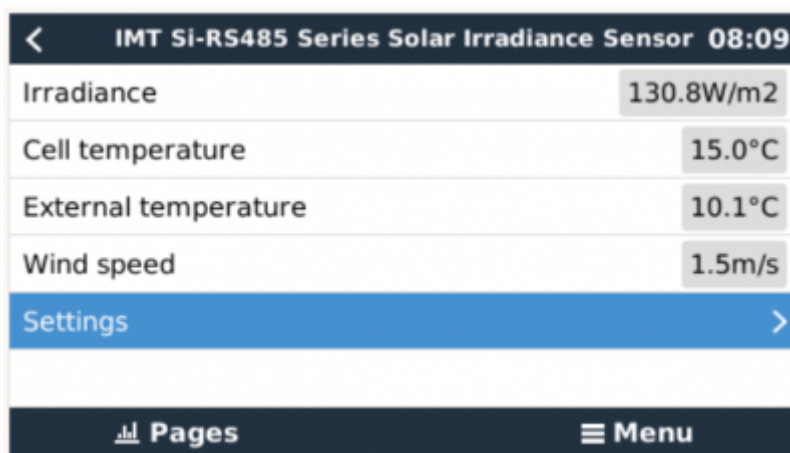 IMT Si-RS485 Series Solar Irradiance Sensor 08:09
Irradiance 130.8W/m2
Cell temperature 15.0°C
External temperature 10.1°C
Wind speed 1.5m/s
Settings
Pages Menu